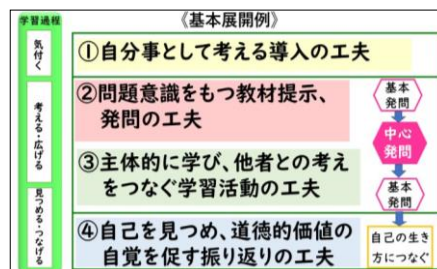 学習過程
《基本展開例》
気付く
①自分事として考える導入の工夫
考える・広げる
②問題意識をもつ教材提示、
発問の工夫
③主体的に学び、他者との考え
をつなぐ学習活動の工夫
見つめる・つなげる
④自己を見つめ、道徳的価値の
自覚を促す振り返りの工夫
基本
発問
中心
発問
基本
発問
自己の生き
方につなぐ